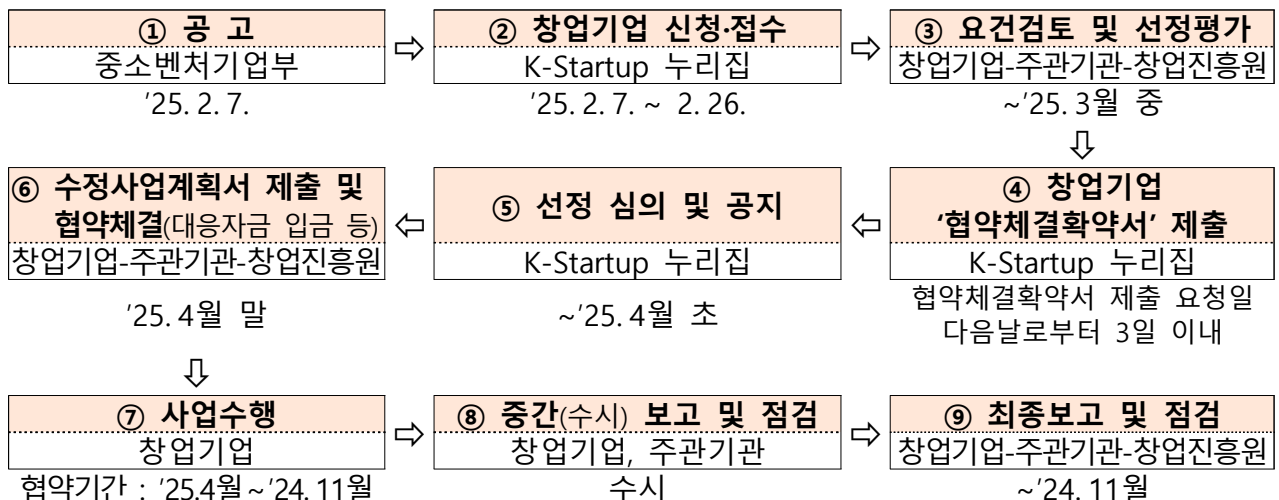 ① 공 고
중소벤처기업부
'25. 2. 7.
② 창업기업 신청·접수
K-Startup 누리집
'25. 2. 7. ~ 2. 26.
③ 요건검토 및 선정평가
창업기업-주관기관-창업진흥원
~'25. 3월 중
④ 창업기업
'협약체결확약서' 제출
K-Startup 누리집
협약체결확약서 제출 요청일
다음날로부터 3일 이내
⑤ 선정 심의 및 공지
K-Startup 누리집
~'25. 4월 초
⑥ 수정사업계획서 제출 및
협약체결(대응자금 입금 등)
창업기업-주관기관-창업진흥원
'25. 4월 말
⑦ 사업수행
창업기업
협약기간 : '25.4월~'24. 11월
⑧ 중간(수시) 보고 및 점검
창업기업, 주관기관
수시
⑨ 최종보고 및 점검
창업기업-주관기관-창업진흥원
~'24. 11월